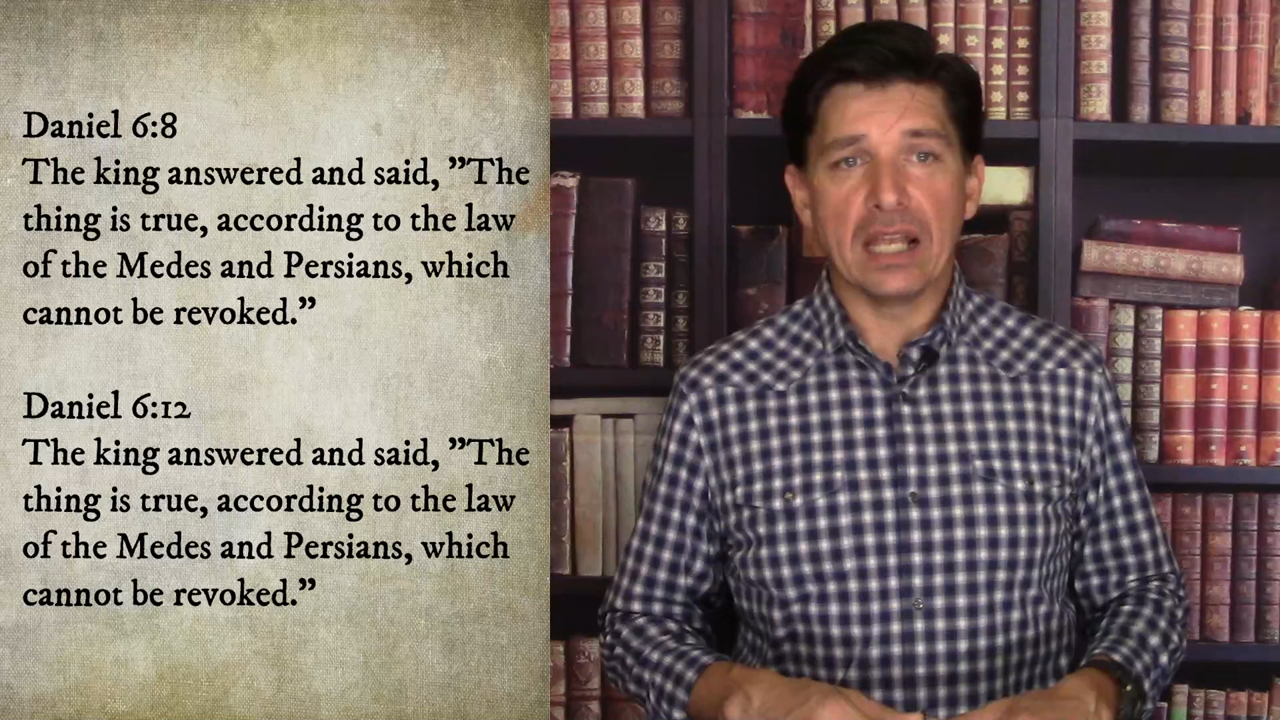 Daniel 6:8
The king answered and said, ”The
thing is true, according to the law
of the Medes and Persians, which
cannot be revoked.”
Daniel 6:12
The king answered and said, ”The
thing is true, according to the law
of the Medes and Persians, which
cannot be revoked.”